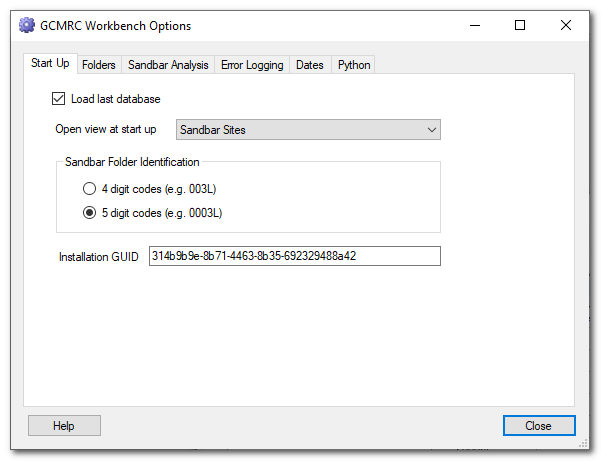 GCMRC Workbench Options
Start Up Folders Sandbar Analysis Error Logging Dates Python
Load last database
Open view at start up Sandbar Sites
Sandbar Folder Identification
4 digit codes (e.g. 003L)
5 digit codes (e.g. 0003L)
Installation GUID 314b9b9e-8b71-4463-8b35-692329488a42
Help Close